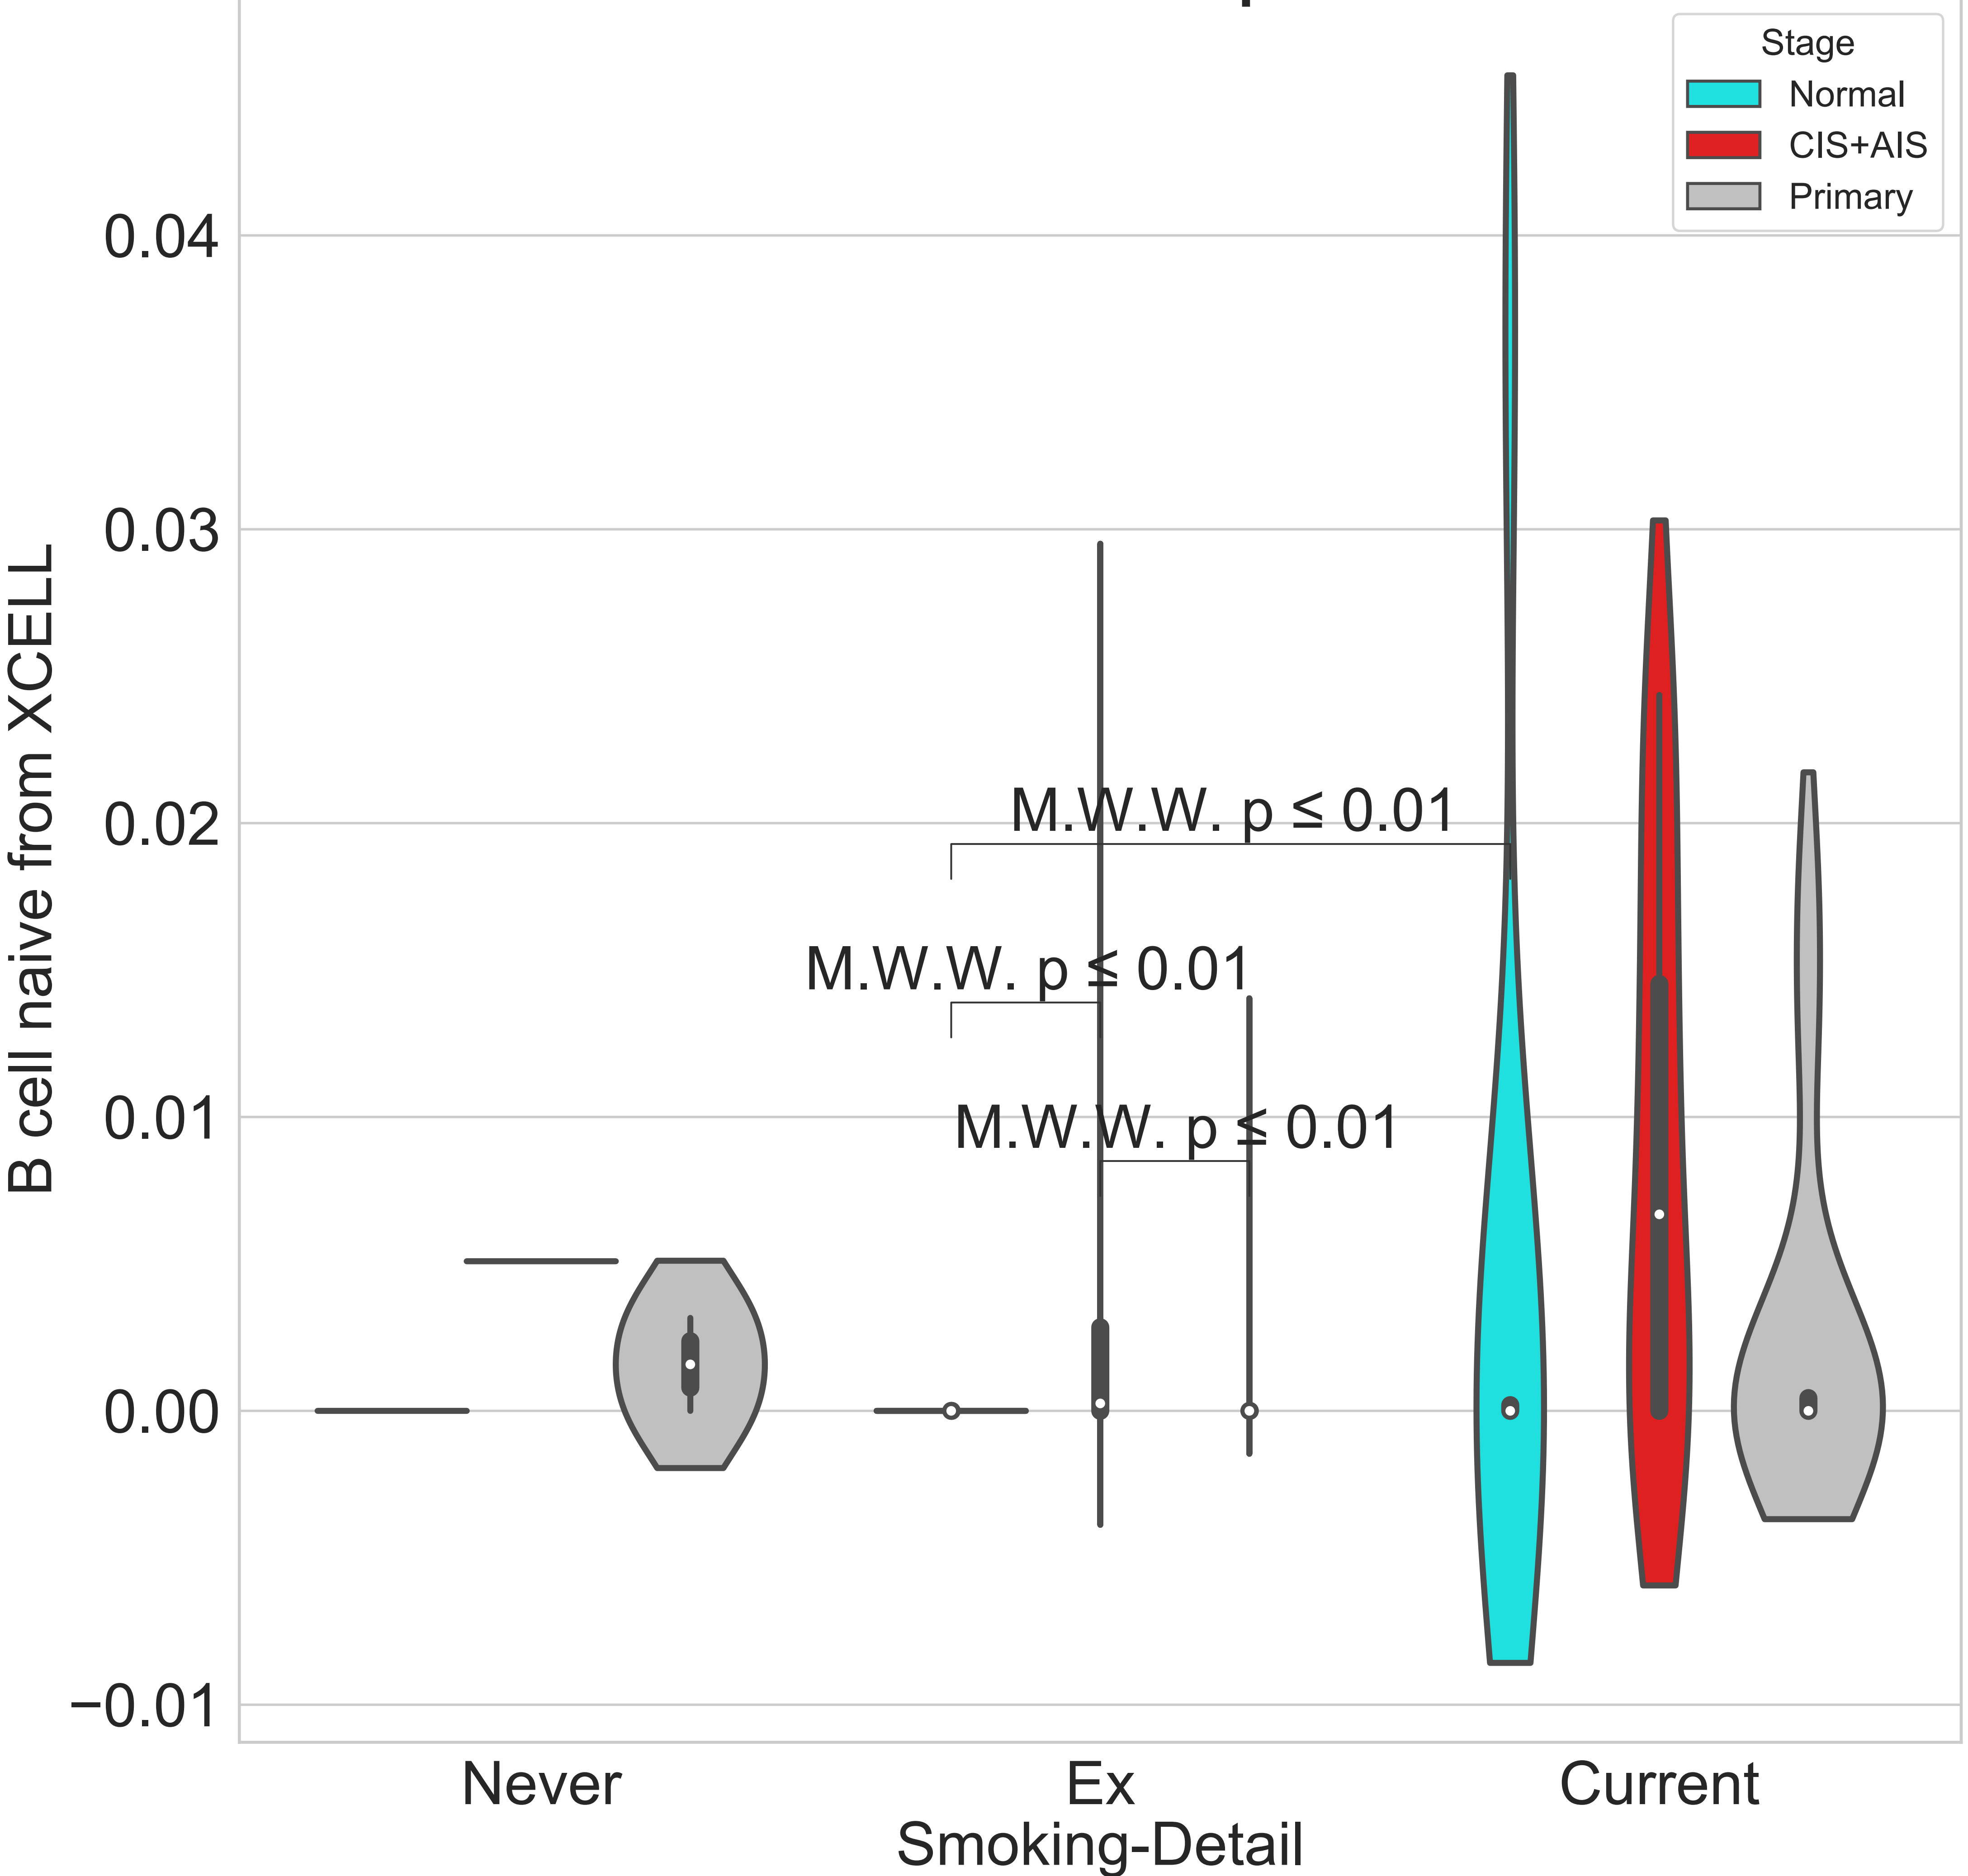 Stage
Normal
CIS+AIS
Primary
0.04
0.03
0.02
0.01
0.00
−0.01
B cell naive from XCELL
M.W.W. p ≤ 0.01
M.W.W. p ≤ 0.01
M.W.W. p ≤ 0.01
Never
Ex
Current
Smoking-Detail